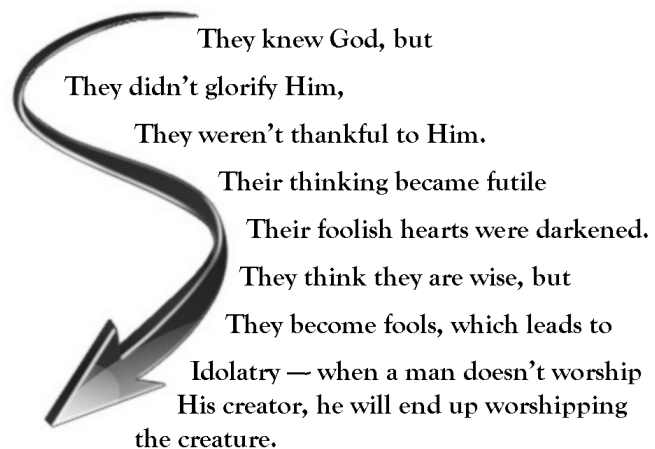 They knew God, but
They didn't glorify Him,
They weren't thankful to Him.
Their thinking became futile
Their foolish hearts were darkened.
They think they are wise, but
They become fools, which leads to
Idolatry — when a man doesn't worship
His creator, he will end up worshipping
the creature.